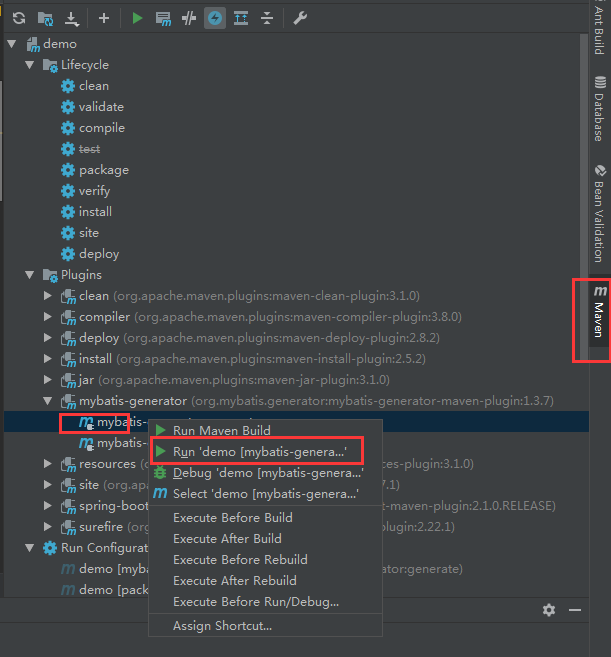 demo
Lifecycle
clean
validate
compile
test
package
verify
install
site
deploy
Plugins
clean (org.apache.maven.plugins:maven-clean-plugin:3.1.0)
compiler (org.apache.maven.plugins:maven-compiler-plugin:3.8.0)
deploy (org.apache.maven.plugins:maven-deploy-plugin:2.8.2)
install (org.apache.maven.plugins:maven-install-plugin:2.5.2)
jar (org.apache.maven.plugins:maven-jar-plugin:3.1.0)
mybatis-generator (org.mybatis.generator:mybatis-generator-maven-plugin:1.3.7)
mybatis-
mybatis-
resources
rces-plugin:3.1.0)
site (
7.1)
spring-boot
t-maven-plugin:2.1.0.RELEASE)
surefire (org
plugin:2.22.1)
Run Configurat
demo [myba
ator:generate)
demo [pack
Run Maven Build
Run 'demo [mybatis-genera...'
Debug 'demo [mybatis-genera...'
Select 'demo [mybatis-genera...'
Execute Before Build
Execute After Build
Execute Before Rebuild
Execute After Rebuild
Execute Before Run/Debug...
Assign Shortcut...
Ant Build
Database
Bean Validation
Maven